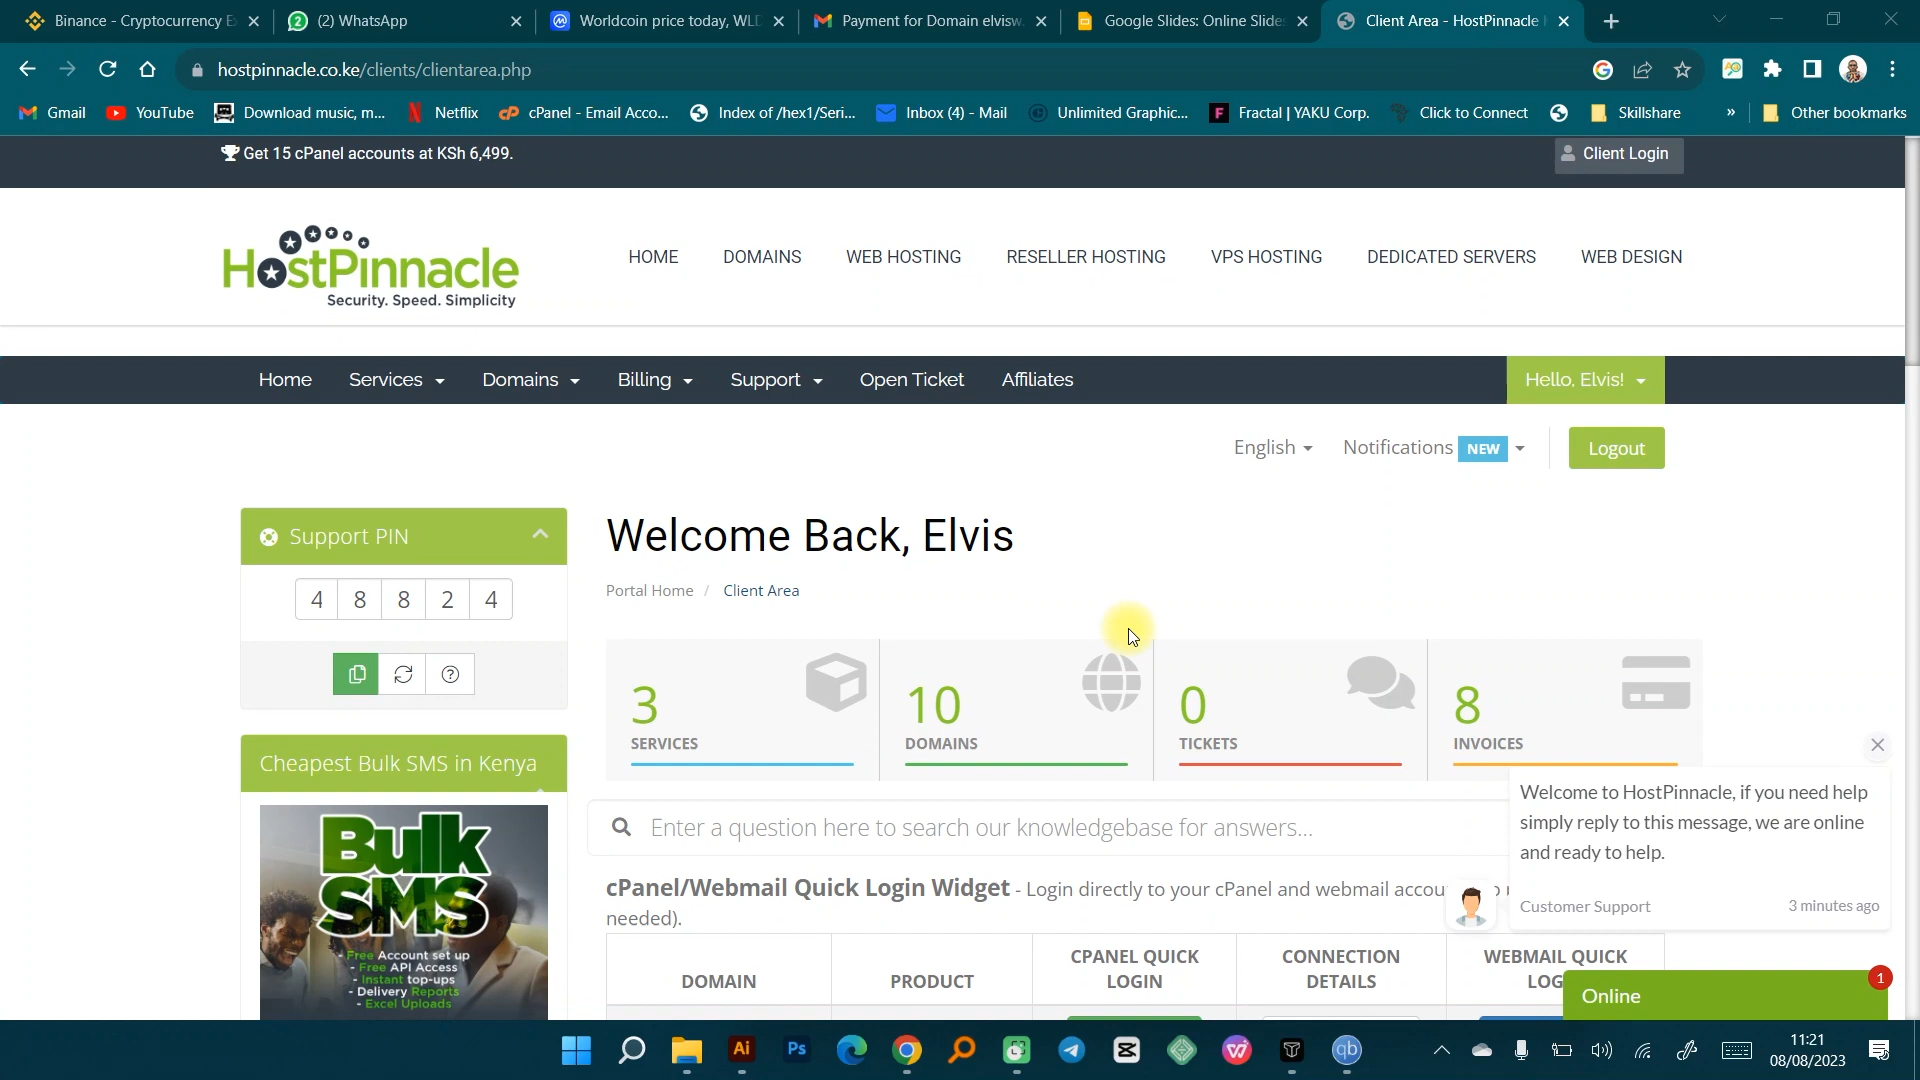 Binance - Cryptocurrency E
(2) WhatsApp
Worldcoin price today, WLD
Payment for Domain elvisw
Google Slides: Online Slide
Client Area - HostPinnacle
hostpinnacle.co.ke/clients/clientarea.php
Gmail
YouTube
Download music, m...
Netflix
cPanel - Email Acco...
Index of /hex1/Seri...
Inbox (4) - Mail
Unlimited Graphic...
Fractal | YAKU Corp.
Click to Connect
Skillshare
»
Other bookmarks
Get 15 cPanel accounts at KSh 6,499.
Client Login
HostPinnacle
Security. Speed. Simplicity
HOME
DOMAINS
WEB HOSTING
RESELLER HOSTING
VPS HOSTING
DEDICATED SERVERS
WEB DESIGN
Home
Services
Domains
Billing
Support
Open Ticket
Affiliates
Hello, Elvis!
English
Notifications NEW
Logout
Support PIN
4 8 8 2 4
Welcome Back, Elvis
Portal Home / Client Area
3
SERVICES
10
DOMAINS
0
TICKETS
8
INVOICES
Cheapest Bulk SMS in Kenya
Bulk
SMS
- Free Account set up
- Free API Access
- Instant top-ups
- Delivery Reports
- Excel Uploads
Enter a question here to search our knowledgebase for answers...
cPanel/Webmail Quick Login Widget - Login directly to your cPanel and webmail accou
needed).
DOMAIN
PRODUCT
CPANEL QUICK
LOGIN
CONNECTION
DETAILS
WEBMAIL QUICK
LOG
Welcome to HostPinnacle, if you need help
simply reply to this message, we are online
and ready to help.
Customer Support
3 minutes ago
Online
1
Ai
Ps
qb
11:21
08/08/2023